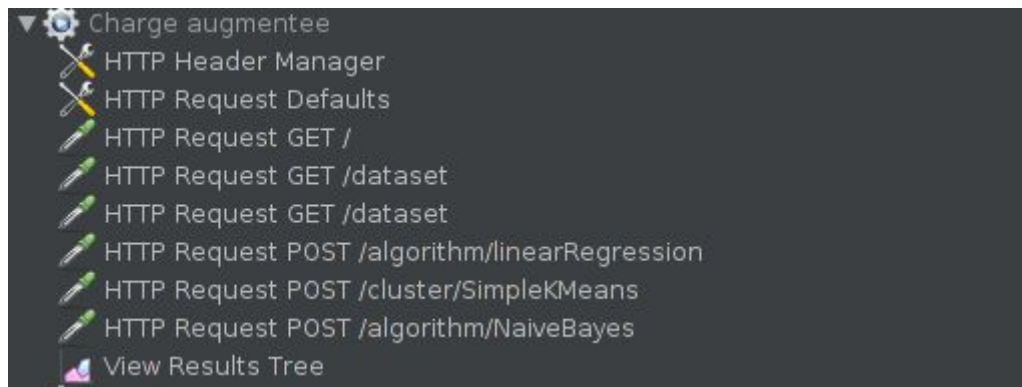 Charge augmentee
HTTP Header Manager
HTTP Request Defaults
HTTP Request GET /
HTTP Request GET /dataset
HTTP Request GET /dataset
HTTP Request POST /algorithm/linearRegression
HTTP Request POST /cluster/SimpleKMeans
HTTP Request POST /algorithm/NaiveBayes
View Results Tree